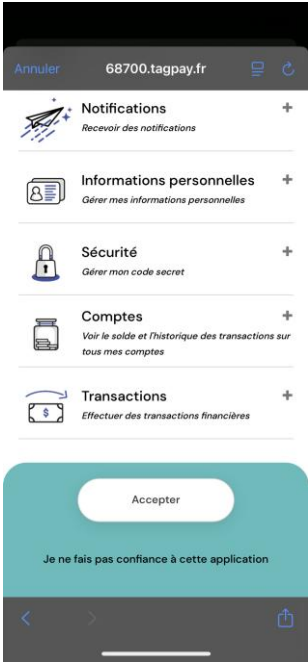 Annuler 68700.tagpay.fr
Notifications +
Recevoir des notifications
Informations personnelles +
Gérer mes informations personnelles
Sécurité +
Gérer mon code secret
Comptes +
Voir le solde et l'historique des transactions sur
tous mes comptes
Transactions +
$
Effectuer des transactions financières
Accepter
Je ne fais pas confiance à cette application